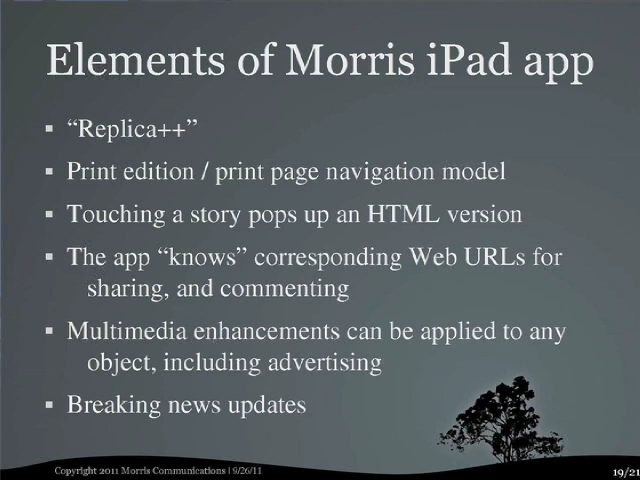 Elements of Morris iPad app
▪ “Replica++”
▪ Print edition / print page navigation model
▪ Touching a story pops up an HTML version
▪ The app “knows” corresponding Web URLs for
sharing, and commenting
▪ Multimedia enhancements can be applied to any
object, including advertising
▪ Breaking news updates
Copyright 2011 Morris Communications | 9/26/11
19/21